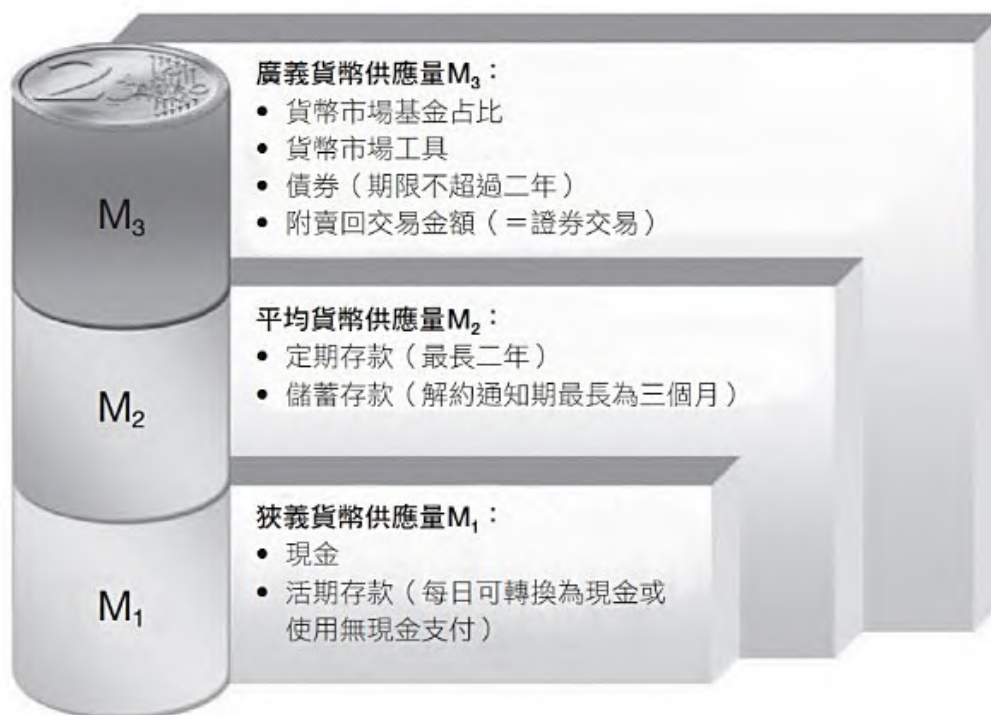 廣義貨幣供應量M₃：
• 貨幣市場基金占比
• 貨幣市場工具
• 債券（期限不超過二年）
• 附賣回交易金額（＝證券交易）
M₃
平均貨幣供應量M₂：
• 定期存款（最長二年）
• 儲蓄存款（解約通知期最長為三個月）
M₂
狹義貨幣供應量M₁：
• 現金
• 活期存款（每日可轉換為現金或
使用無現金支付）
M₁
2